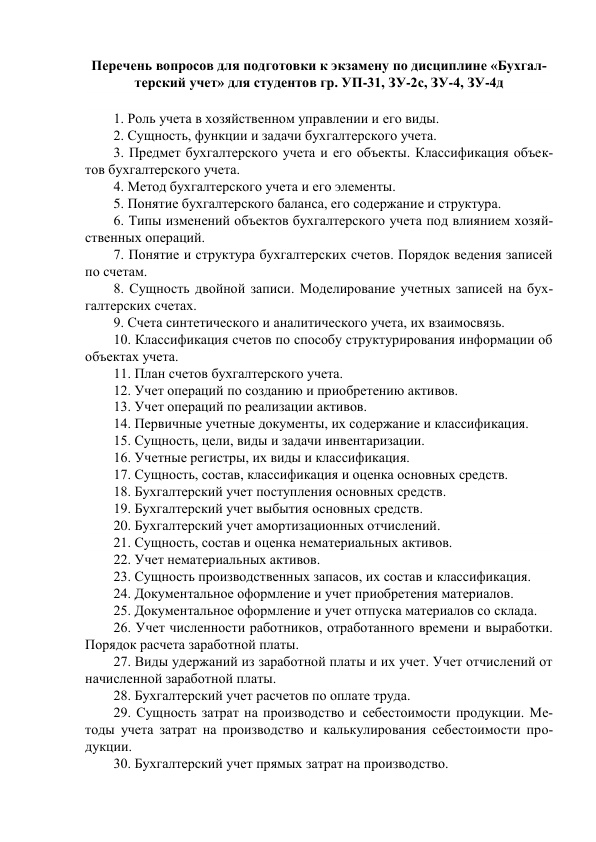 Перечень вопросов для подготовки к экзамену по дисциплине «Бухгал-
терский учет» для студентов гр. УП-31, ЗУ-2с, ЗУ-4, ЗУ-4д
1. Роль учета в хозяйственном управлении и его виды.
2. Сущность, функции и задачи бухгалтерского учета.
3. Предмет бухгалтерского учета и его объекты. Классификация объек-
тов бухгалтерского учета.
4. Метод бухгалтерского учета и его элементы.
5. Понятие бухгалтерского баланса, его содержание и структура.
6. Типы изменений объектов бухгалтерского учета под влиянием хозяй-
ственных операций.
7. Понятие и структура бухгалтерских счетов. Порядок ведения записей
по счетам.
8. Сущность двойной записи. Моделирование учетных записей на бух-
галтерских счетах.
9. Счета синтетического и аналитического учета, их взаимосвязь.
10. Классификация счетов по способу структурирования информации об
объектах учета.
11. План счетов бухгалтерского учета.
12. Учет операций по созданию и приобретению активов.
13. Учет операций по реализации активов.
14. Первичные учетные документы, их содержание и классификация.
15. Сущность, цели, виды и задачи инвентаризации.
16. Учетные регистры, их виды и классификация.
17. Сущность, состав, классификация и оценка основных средств.
18. Бухгалтерский учет поступления основных средств.
19. Бухгалтерский учет выбытия основных средств.
20. Бухгалтерский учет амортизационных отчислений.
21. Сущность, состав и оценка нематериальных активов.
22. Учет нематериальных активов.
23. Сущность производственных запасов, их состав и классификация.
24. Документальное оформление и учет приобретения материалов.
25. Документальное оформление и учет отпуска материалов со склада.
26. Учет численности работников, отработанного времени и выработки.
Порядок расчета заработной платы.
27. Виды удержаний из заработной платы и их учет. Учет отчислений от
начисленной заработной платы.
28. Бухгалтерский учет расчетов по оплате труда.
29. Сущность затрат на производство и себестоимости продукции. Ме-
тоды учета затрат на производство и калькулирования себестоимости про-
дукции.
30. Бухгалтерский учет прямых затрат на производство.